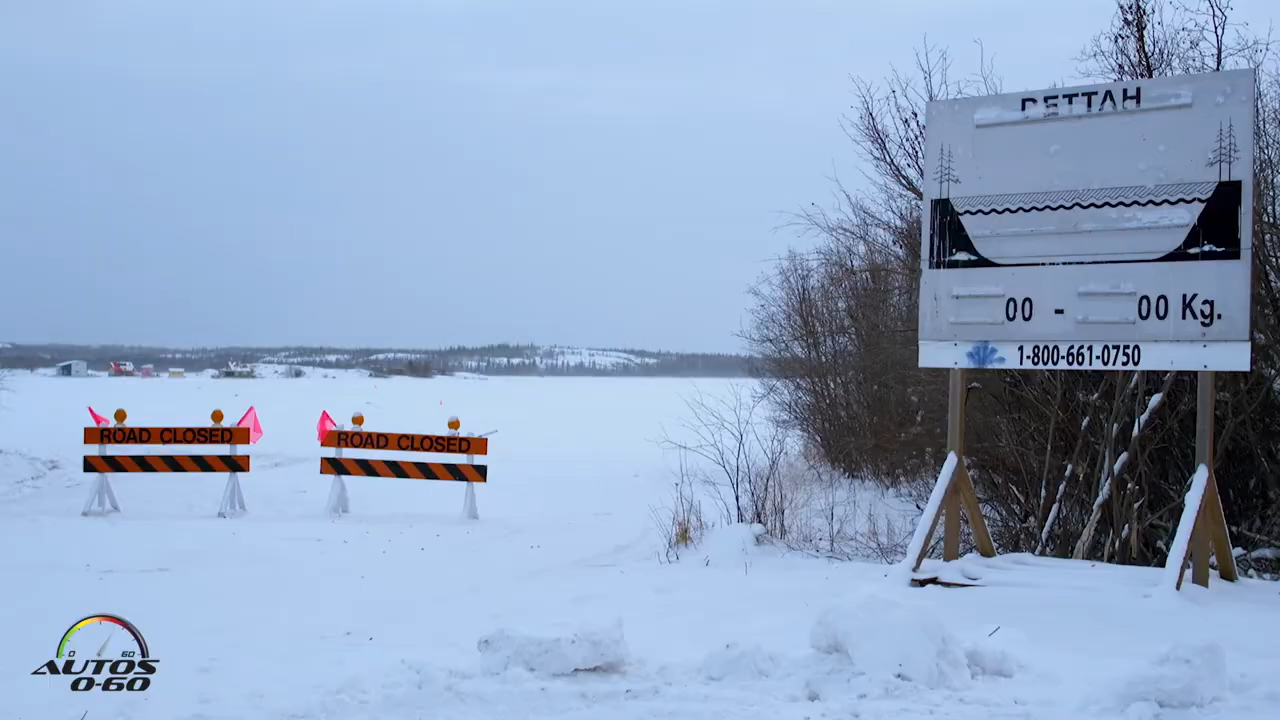 DETTAH
00 - 00 Kg.
1-800-661-0750
ROAD CLOSED
ROAD CLOSED
0 60
AUTOS
0-60